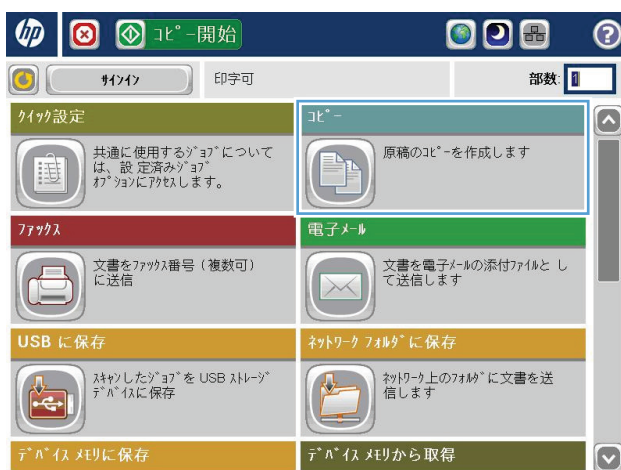 hp
ｺﾋﾟｰ開始
?
ｻｲﾝｲﾝ
印字可
部数: 1
ｸｲｯｸ設定
共通に使用するｼﾞｮﾌﾞについて
は、設 定済みｼﾞｮﾌﾞ
ｵﾌﾟｼｮﾝにｱｸｾｽします。
ｺﾋﾟｰ
原稿のｺﾋﾟｰを作成します
ﾌｧｯｸｽ
文書をﾌｧｯｸｽ番号 (複数可)
に送信
電子ﾒｰﾙ
文書を電子ﾒｰﾙの添付ﾌｧｲﾙと し
て送信しま す
USB に保存
ｽｷｬﾝしたｼﾞｮﾌﾞを USB ｽﾄﾚｰｼﾞ
ﾃﾞﾊﾞｲｽに保存
ﾈｯﾄﾜｰｸ ﾌｫﾙﾀﾞに保存
ﾈｯﾄﾜｰｸ上のﾌｫﾙﾀﾞに文書を送
信します
ﾃﾞﾊﾞｲｽ ﾒﾓﾘに保存
ﾃﾞﾊﾞｲｽ ﾒﾓﾘから取得